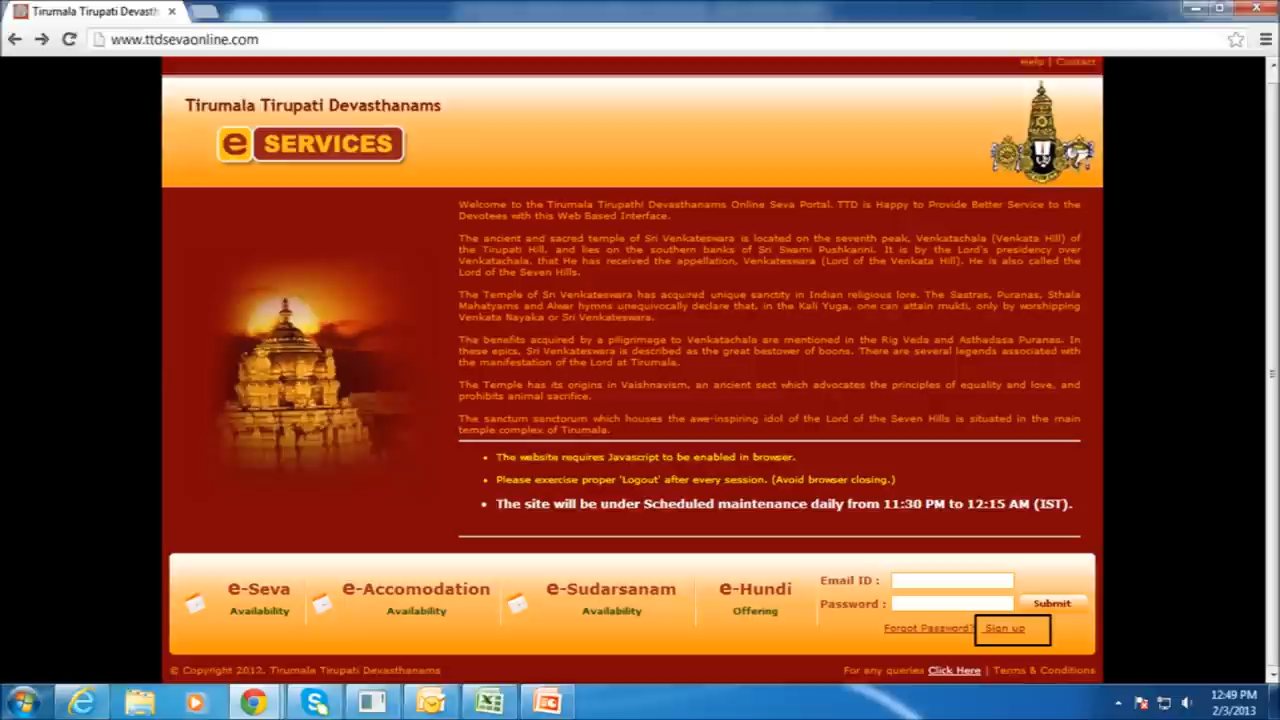 Tirumala Tirupati Devasth
www.ttdsevaonline.com
Help | Contact
Tirumala Tirupati Devasthanams
e SERVICES
Welcome to the Tirumala Tirupathi Devasthanams Online Seva Portal. TTD is Happy to Provide Better Service to the
Devotees with this Web Based Interface.
The ancient and sacred temple of Sri Venkateswara is located on the seventh peak, Venkatachala (Venkata Hill) of
the Tirupati Hill, and lies on the southern banks of Sri Swami Pushkarini. It is by the Lord's presidency over
Venkatachala, that He has received the appellation, Venkateswara (Lord of the Venkata Hill). He is also called the
Lord of the Seven Hills.
The Temple of Sri Venkateswara has acquired unique sanctity in Indian religious lore. The Sastras, Puranas, Sthala
Mahatyams and Alwar hymns unequivocally declare that, in the Kali Yuga, one can attain mukti, only by worshipping
Venkata Nayaka or Sri Venkateswara.
The benefits acquired by a piligrimage to Venkatachala are mentioned in the Rig Veda and Asthadasa Puranas. In
these epics, Sri Venkateswara is described as the great bestower of boons. There are several legends associated with
the manifestation of the Lord at Tirumala.
The Temple has its origins in Vaishnavism, an ancient sect which advocates the principles of equality and love, and
prohibits animal sacrifice.
The sanctum sanctorum which houses the awe-inspiring idol of the Lord of the Seven Hills is situated in the main
temple complex of Tirumala.
• The website requires Javascript to be enabled in browser.
• Please exercise proper 'Logout' after every session. (Avoid browser closing.)
• The site will be under Scheduled maintenance daily from 11:30 PM to 12:15 AM (IST).
e-Seva e-Accomodation e-Sudarsanam e-Hundi
Availability Availability Availability Offering
Email ID :
Password : Submit
Forgot Password? Sign up
© Copyright 2012. Tirumala Tirupati Devasthanams
For any queries Click Here | Terms & Conditions
12:49 PM
2/3/2013